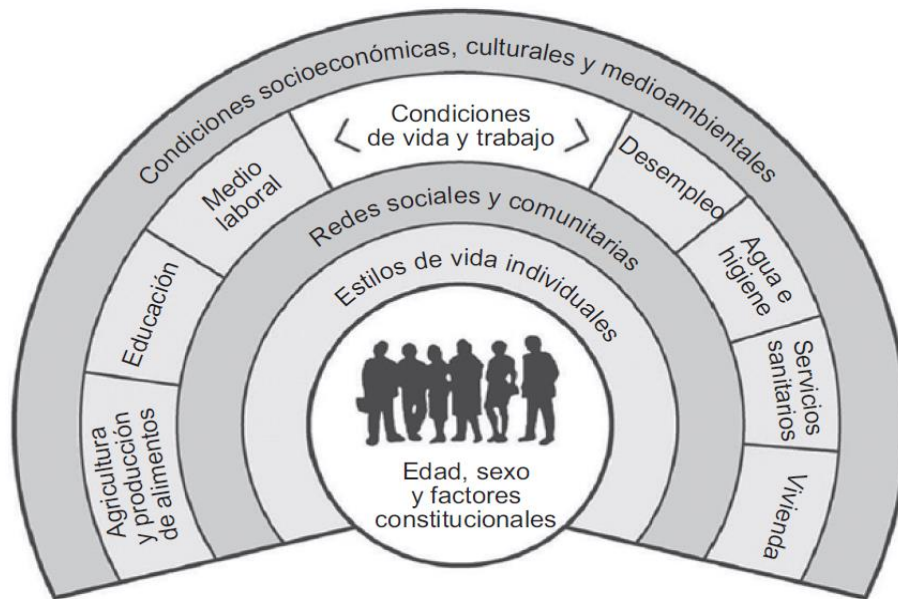 Condiciones socioeconómicas, culturales y medioambientales
Condiciones
de vida y trabajo
Agricultura
y producción
de alimentos
Educación
Medio
laboral
Desempleo
Agua e
higiene
Servicios
sanitarios
Vivienda
Redes sociales y comunitarias
Estilos de vida individuales
Edad, sexo
y factores
constitucionales